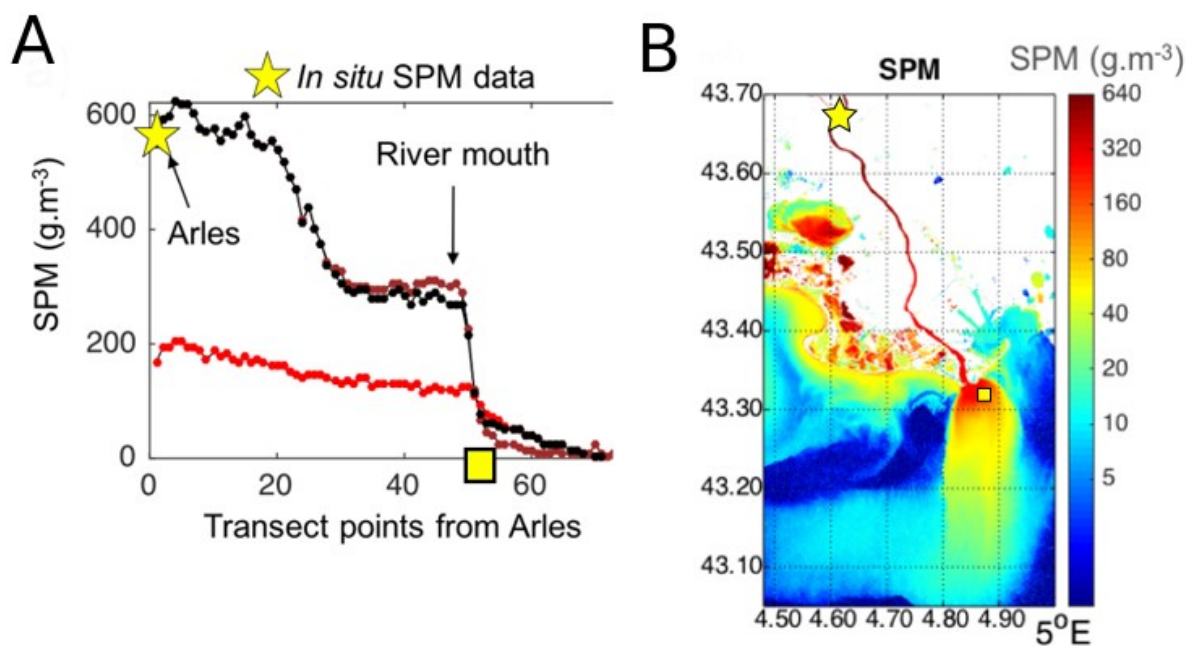 A
In situ SPM data
600
400
200
0
SPM (g.m-3)
River mouth
Arles
0 20 40 60
Transect points from Arles
B
SPM
SPM (g.m-3)
43.70
43.60
43.50
43.40
43.30
43.20
43.10
4.50 4.60 4.70 4.80 4.90
5oE
640
320
160
80
40
20
10
5